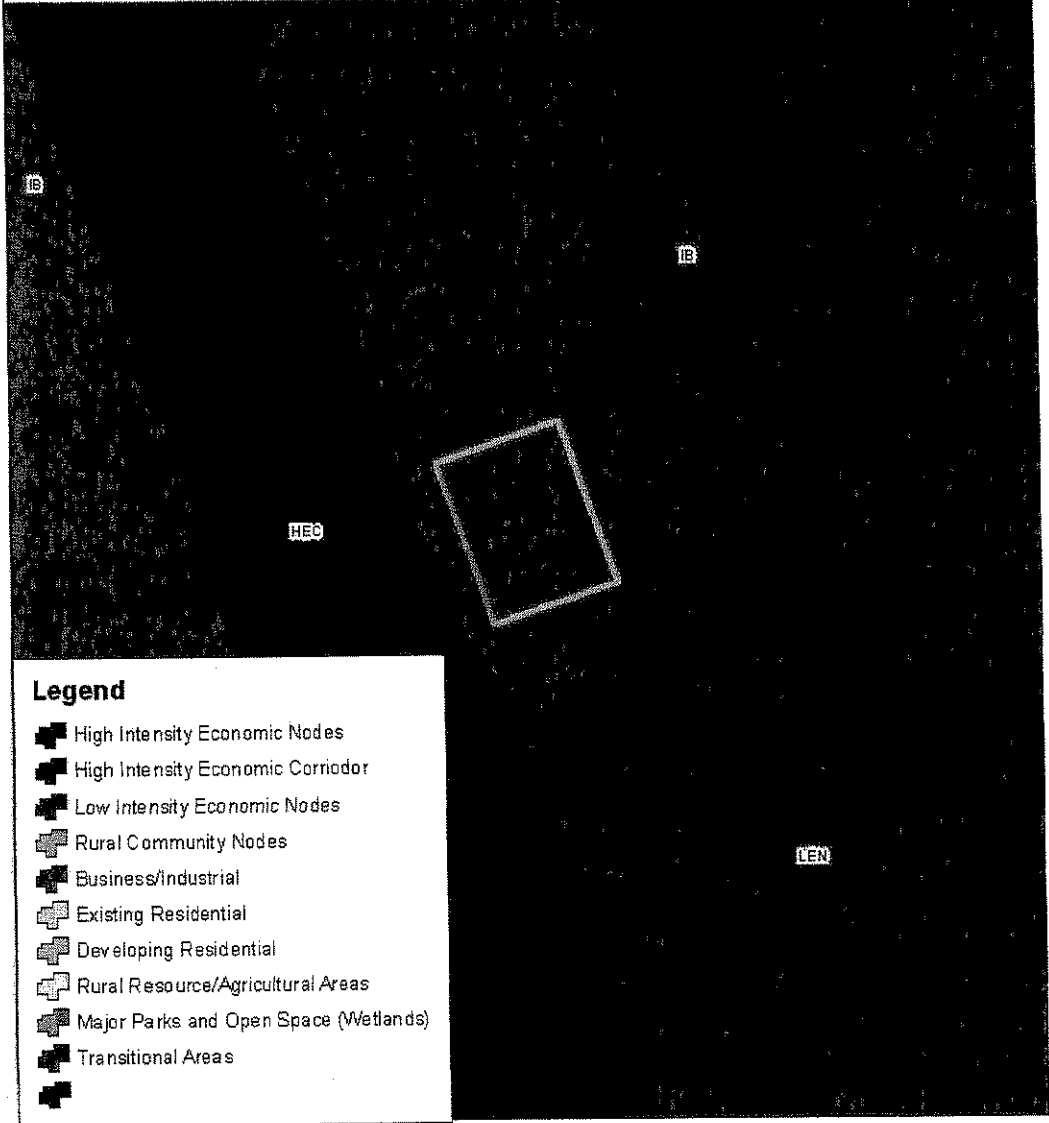 IB
IB
HEC
LEN
Legend
High Intensity Economic Nodes
High Intensity Economic Corriodor
Low Intensity Economic Nodes
Rural Community Nodes
Business/Industrial
Existing Residential
Developing Residential
Rural Resource/Agricultural Areas
Major Parks and Open Space (Wetlands)
Transitional Areas